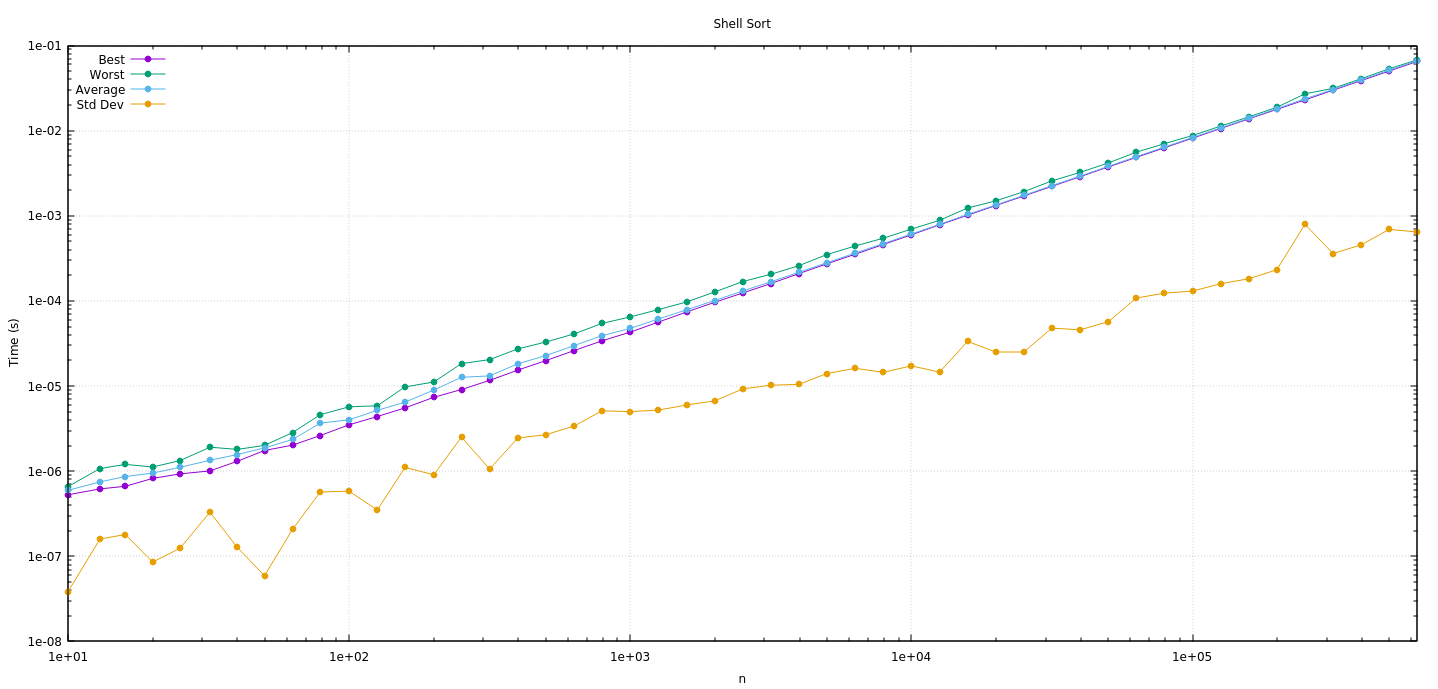 Shell Sort
1e-01
Best
Worst
Average
Std Dev
1e-02
1e-03
1e-04
Time (s)
1e-05
1e-06
1e-07
1e-08
1e+01 1e+02 1e+03 1e+04 1e+05
n